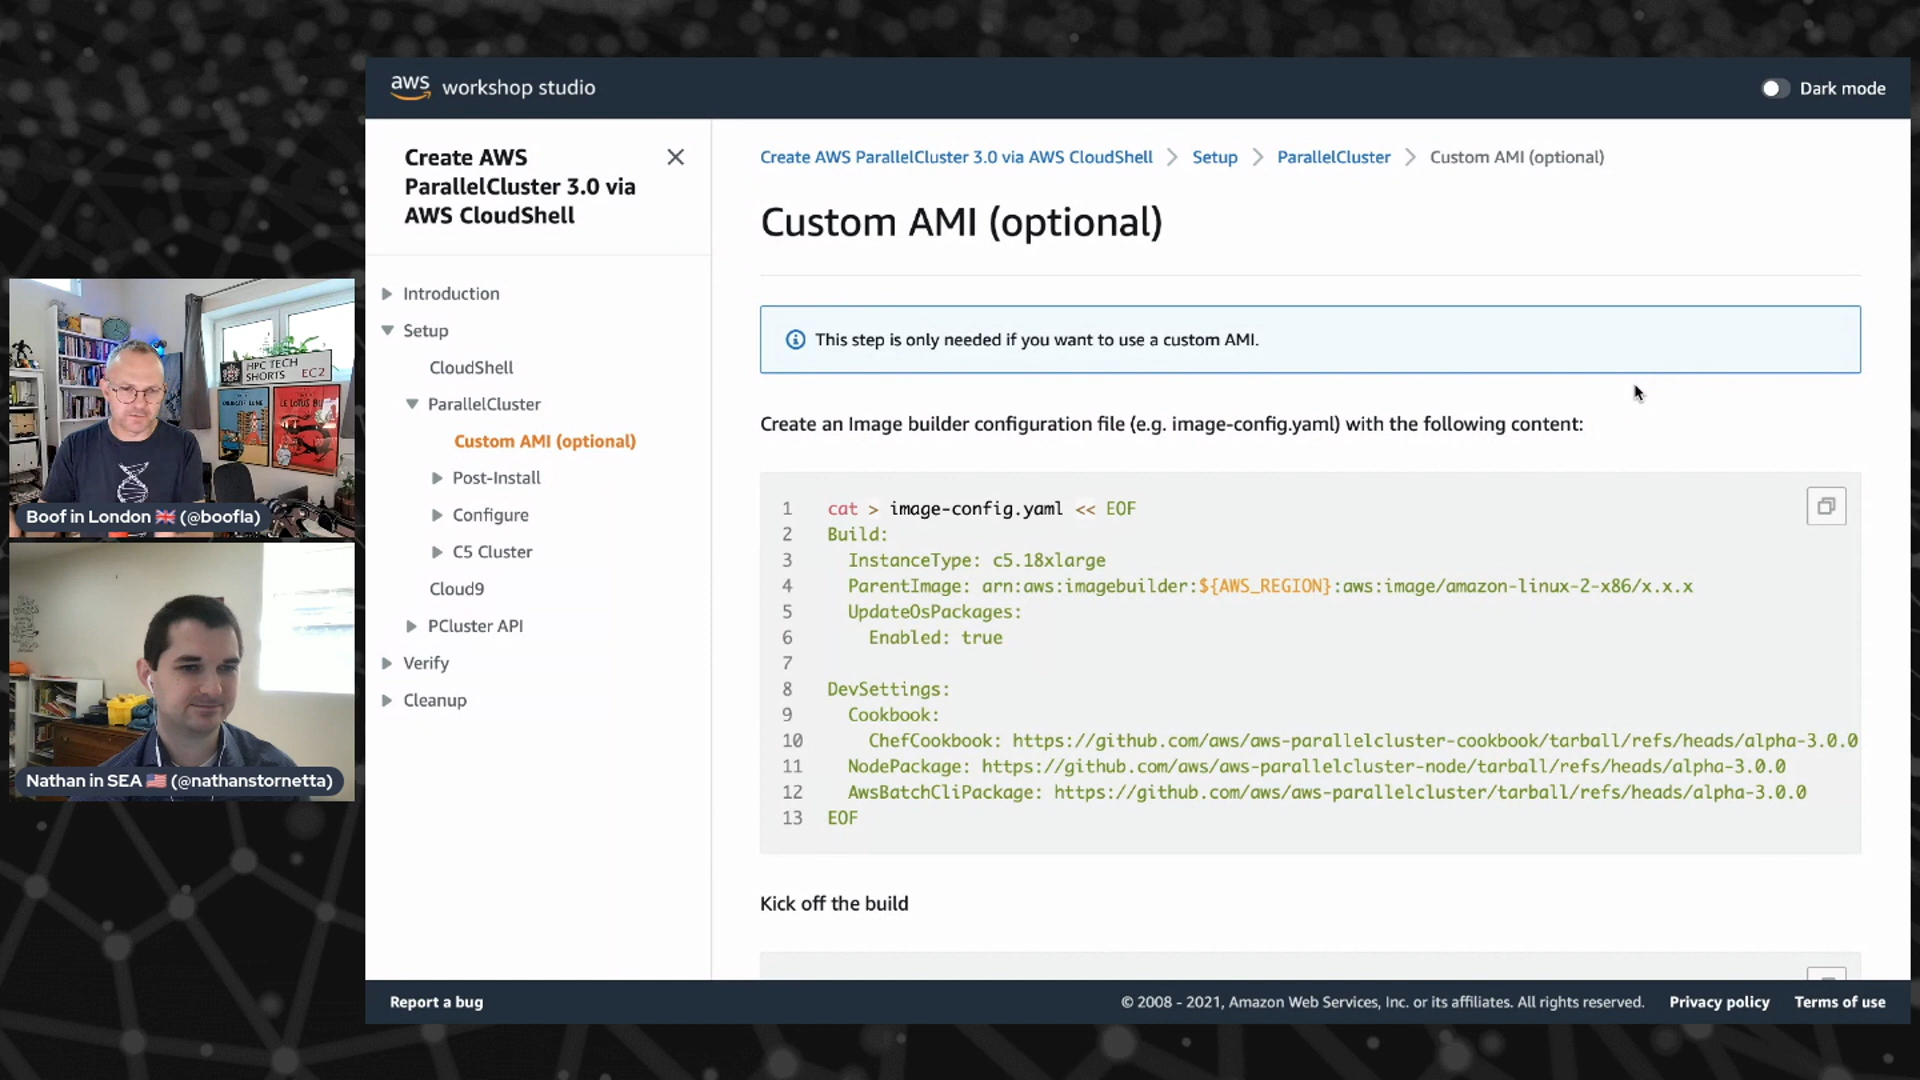 aws workshop studio
Dark mode
Create AWS
ParallelCluster 3.0 via
AWS CloudShell
Introduction
Setup
CloudShell
ParallelCluster
Custom AMI (optional)
Post-Install
Configure
C5 Cluster
Cloud9
PCluster API
Verify
Cleanup
Create AWS ParallelCluster 3.0 via AWS CloudShell > Setup > ParallelCluster > Custom AMI (optional)
Custom AMI (optional)
This step is only needed if you want to use a custom AMI.
Create an Image builder configuration file (e.g. image-config.yaml) with the following content:
1 cat > image-config.yaml << EOF
2 Build:
3 InstanceType: c5.18xlarge
4 ParentImage: arn:aws:imagebuilder:${AWS_REGION}:aws:image/amazon-linux-2-x86/x.x.x
5 UpdateOsPackages:
6 Enabled: true
7
8 DevSettings:
9 Cookbook:
10 ChefCookbook: https://github.com/aws/aws-parallelcluster-cookbook/tarball/refs/heads/alpha-3.0.0
11 NodePackage: https://github.com/aws/aws-parallelcluster-node/tarball/refs/heads/alpha-3.0.0
12 AwsBatchCliPackage: https://github.com/aws/aws-parallelcluster/tarball/refs/heads/alpha-3.0.0
13 EOF
Kick off the build
Report a bug
© 2008 - 2021, Amazon Web Services, Inc. or its affiliates. All rights reserved.
Privacy policy
Terms of use
HPC TECH
SHORTS EC2
Boof in London 🇬🇧 (@boofla)
Nathan in SEA 🇺🇸 (@nathanstornetta)